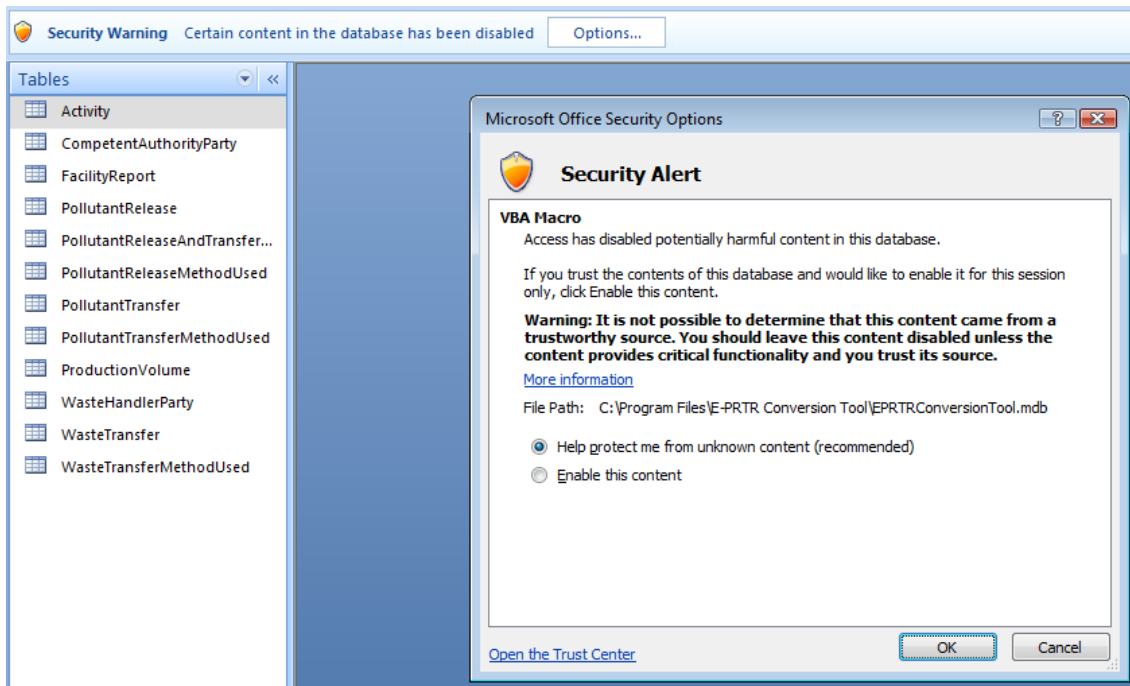 Security Warning Certain content in the database has been disabled Options...
Tables
Activity
CompetentAuthorityParty
FacilityReport
PollutantRelease
PollutantReleaseAndTransfer...
PollutantReleaseMethodUsed
PollutantTransfer
PollutantTransferMethodUsed
ProductionVolume
WasteHandlerParty
WasteTransfer
WasteTransferMethodUsed
Microsoft Office Security Options
Security Alert
VBA Macro
Access has disabled potentially harmful content in this database.
If you trust the contents of this database and would like to enable it for this session
only, click Enable this content.
Warning: It is not possible to determine that this content came from a
trustworthy source. You should leave this content disabled unless the
content provides critical functionality and you trust its source.
More information
File Path: C:\Program Files\E-PRTR Conversion Tool\EPRTRConversionTool.mdb
Help protect me from unknown content (recommended)
Enable this content
Open the Trust Center
OK
Cancel